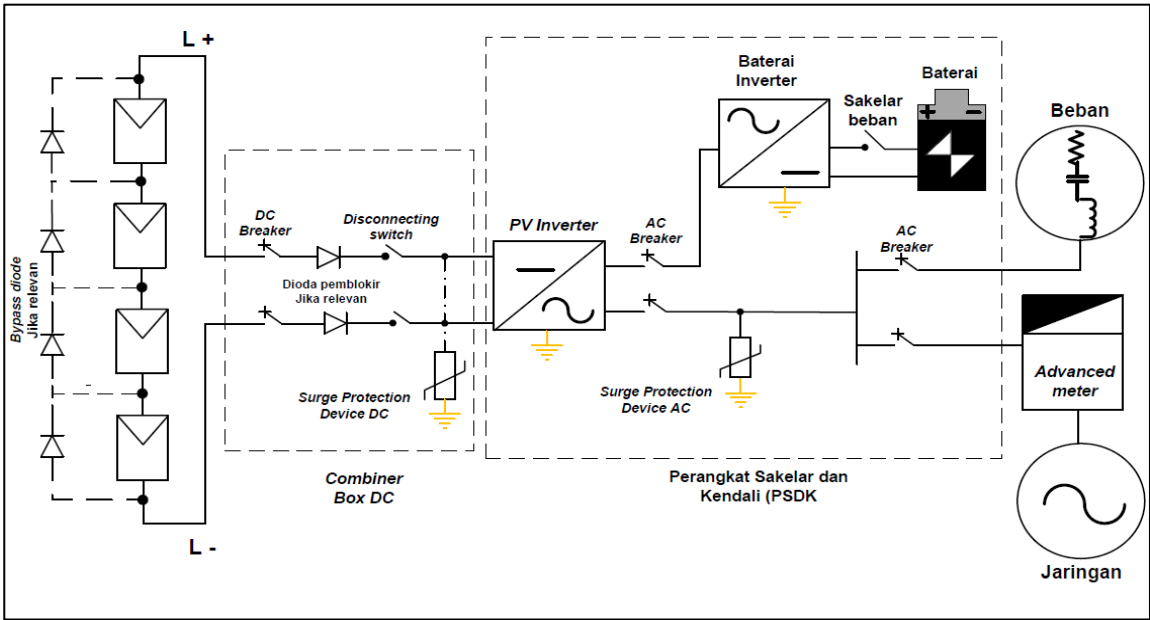 L +
Bypass diode
Jika relevan
L -
DC
Breaker
Disconnecting
switch
Dioda pemblokir
Jika relevan
Surge Protection
Device DC
Combiner
Box DC
PV Inverter
AC
Breaker
Baterai
Inverter
Sakelar
beban
Baterai
+ -
Surge Protection
Device AC
AC
Breaker
Perangkat Sakelar dan
Kendali (PSDK
Beban
Advanced
meter
Jaringan